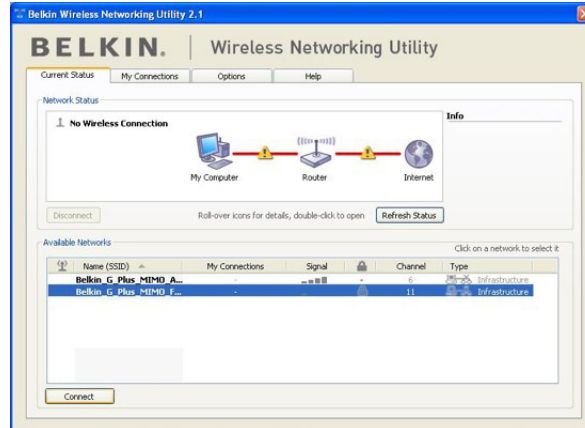 Belkin Wireless Networking Utility 2.1
BELKIN. | Wireless Networking Utility
Current Status My Connections Options Help
Network Status
No Wireless Connection
Info
My Computer Router Internet
Disconnect Roll-over icons for details, double-click to open Refresh Status
Available Networks
Click on a network to select it
Name (SSID) My Connections Signal Channel Type
Belkin_G_Plus_MIMO_A... - - 6 Infrastructure
Belkin_G_Plus_MIMO_F... - 11 Infrastructure
Connect